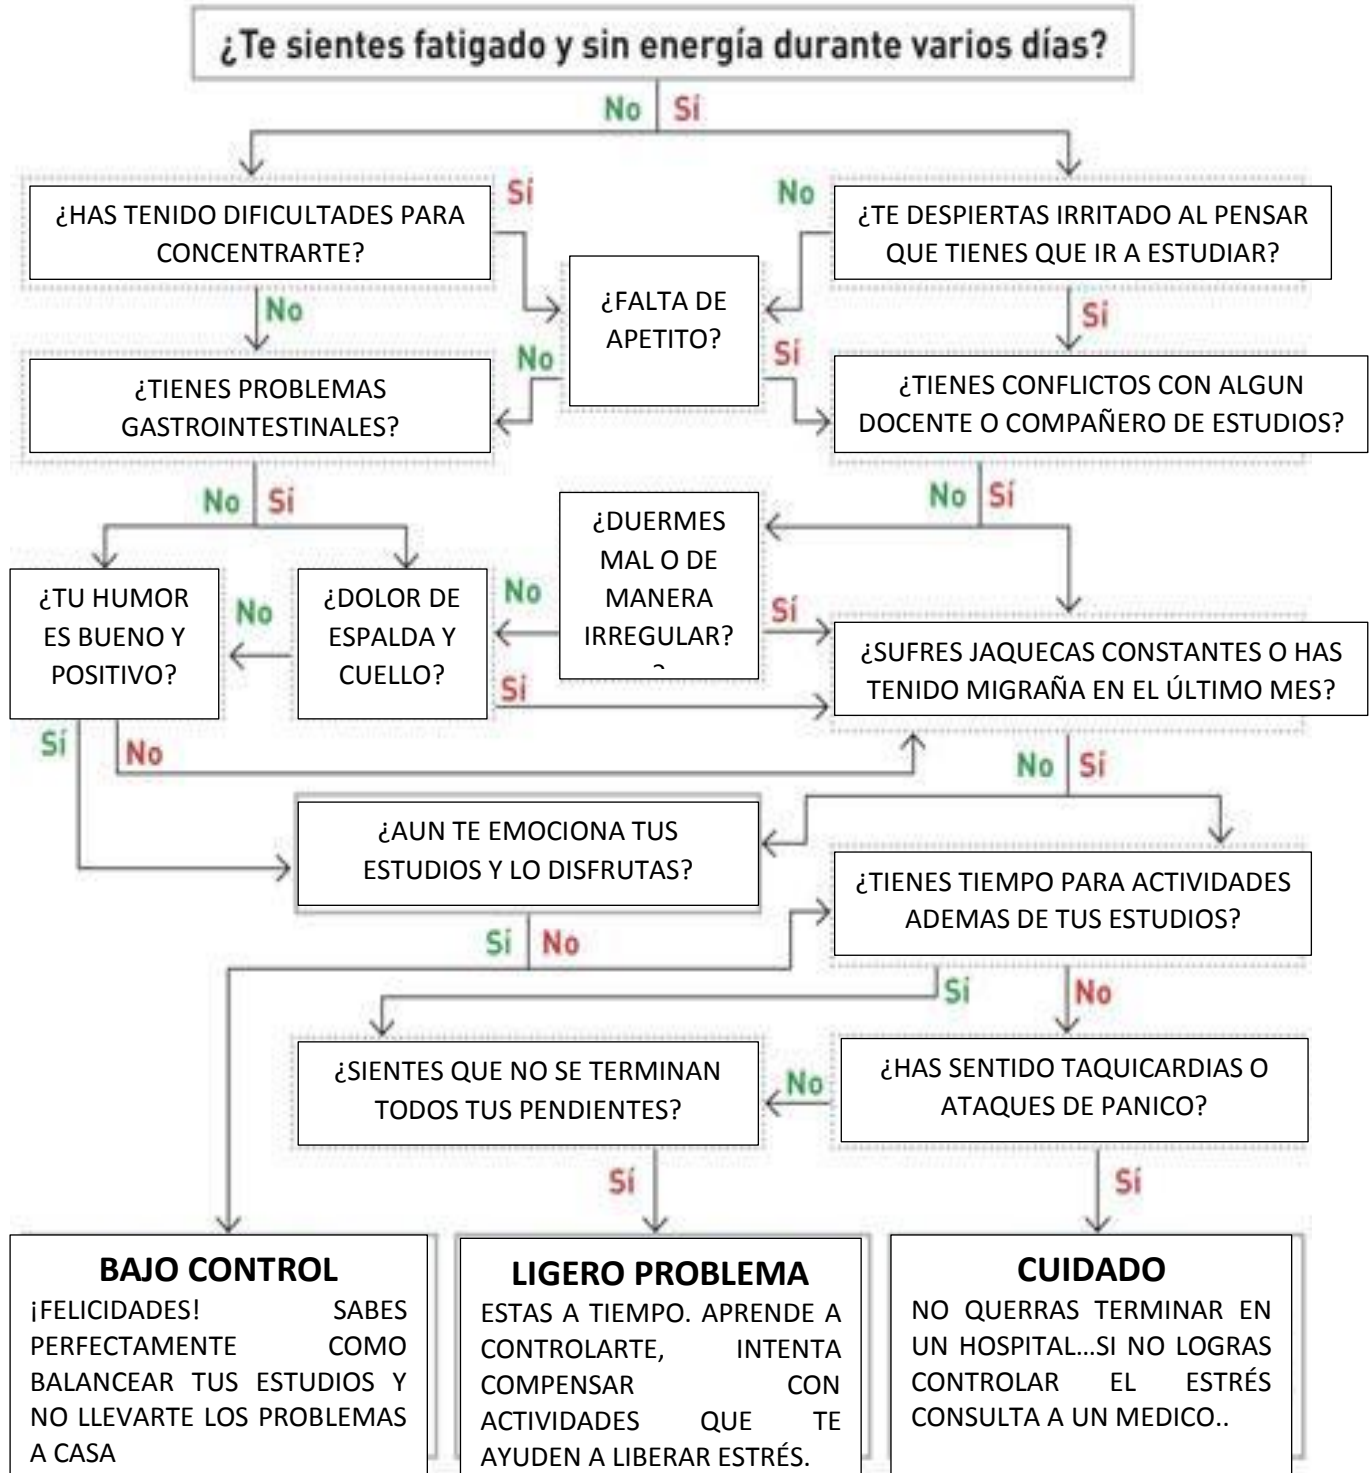 ¿Te sientes fatigado y sin energía durante varios días?
No Sí
¿HAS TENIDO DIFICULTADES PARA
CONCENTRARTE?
Sí
No
¿TE DESPIERTAS IRRITADO AL PENSAR
QUE TIENES QUE IR A ESTUDIAR?
¿FALTA DE
APETITO?
No
Sí
No
Sí
¿TIENES PROBLEMAS
GASTROINTESTINALES?
¿TIENES CONFLICTOS CON ALGUN
DOCENTE O COMPAÑERO DE ESTUDIOS?
No Sí
No Sí
¿DUERMES
MAL O DE
MANERA
IRREGULAR?
¿TU HUMOR
ES BUENO Y
POSITIVO?
No
¿DOLOR DE
ESPALDA Y
CUELLO?
No
Sí
Sí
¿SUFRES JAQUECAS CONSTANTES O HAS
TENIDO MIGRAÑA EN EL ÚLTIMO MES?
Sí
No
No Sí
¿AUN TE EMOCIONA TUS
ESTUDIOS Y LO DISFRUTAS?
¿TIENES TIEMPO PARA ACTIVIDADES
ADEMAS DE TUS ESTUDIOS?
Sí No
Sí
No
¿SIENTES QUE NO SE TERMINAN
TODOS TUS PENDIENTES?
No
¿HAS SENTIDO TAQUICARDIAS O
ATAQUES DE PANICO?
Sí
Sí
BAJO CONTROL
¡FELICIDADES! SABES
PERFECTAMENTE COMO
BALANCEAR TUS ESTUDIOS Y
NO LLEVARTE LOS PROBLEMAS
A CASA
LIGERO PROBLEMA
ESTAS A TIEMPO. APRENDE A
CONTROLARTE, INTENTA
COMPENSAR CON
ACTIVIDADES QUE TE
AYUDEN A LIBERAR ESTRÉS.
CUIDADO
NO QUERRAS TERMINAR EN
UN HOSPITAL...SI NO LOGRAS
CONTROLAR EL ESTRÉS
CONSULTA A UN MEDICO..